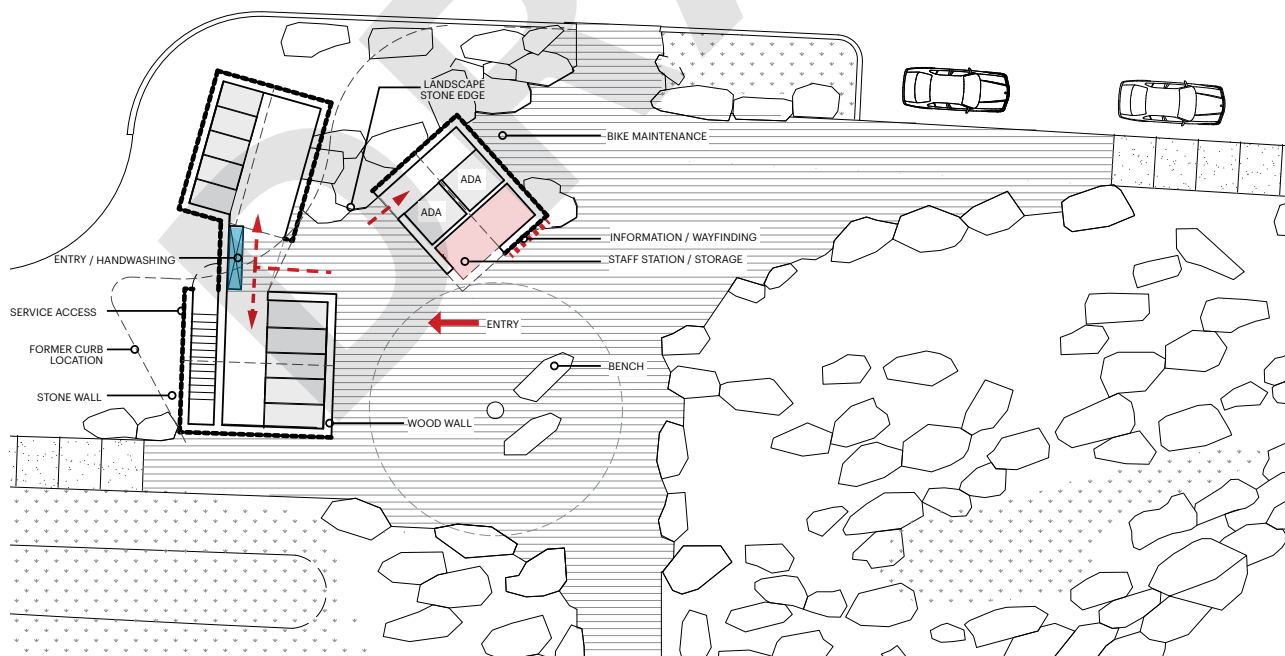 LANDSCAPE
STONE EDGE
BIKE MAINTENANCE
ADA
ADA
INFORMATION / WAYFINDING
ENTRY / HANDWASHING
STAFF STATION / STORAGE
SERVICE ACCESS
ENTRY
FORMER CURB
LOCATION
BENCH
STONE WALL
WOOD WALL